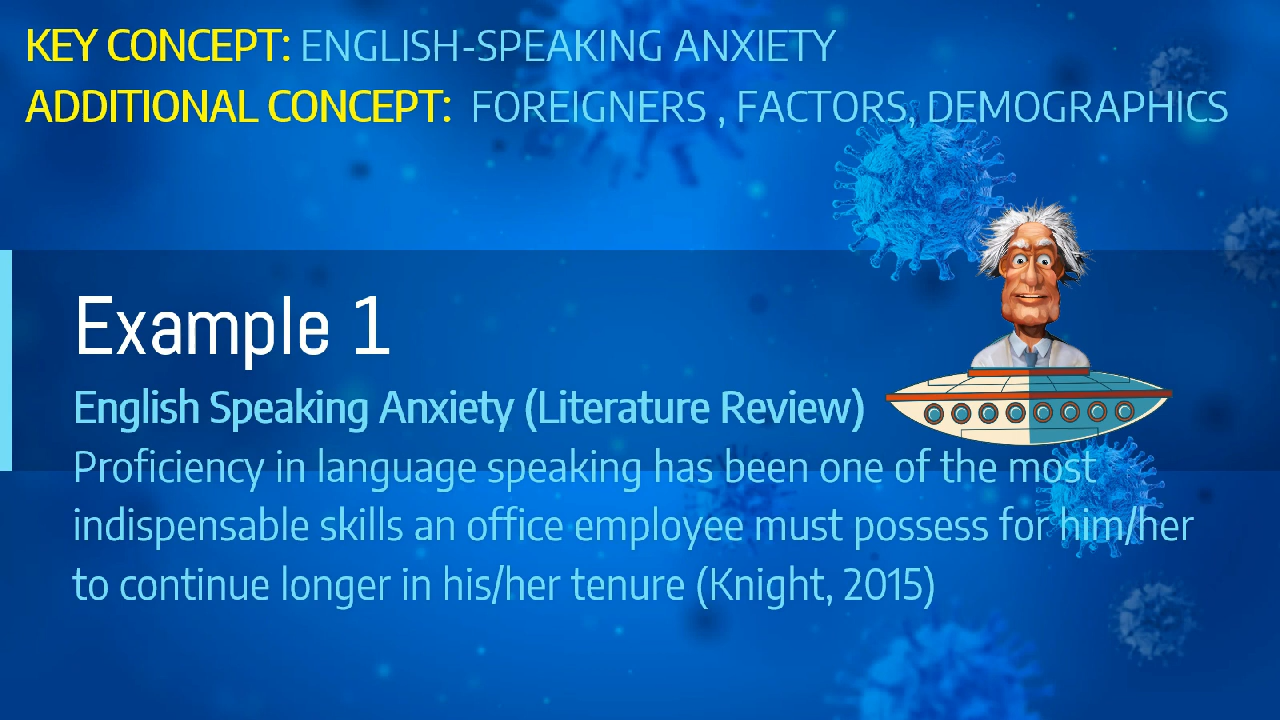 KEY CONCEPT: ENGLISH-SPEAKING ANXIETY
ADDITIONAL CONCEPT: FOREIGNERS , FACTORS, DEMOGRAPHICS
Example 1
English Speaking Anxiety (Literature Review)
Proficiency in language speaking has been one of the most
indispensable skills an office employee must possess for him/her
to continue longer in his/her tenure (Knight, 2015)